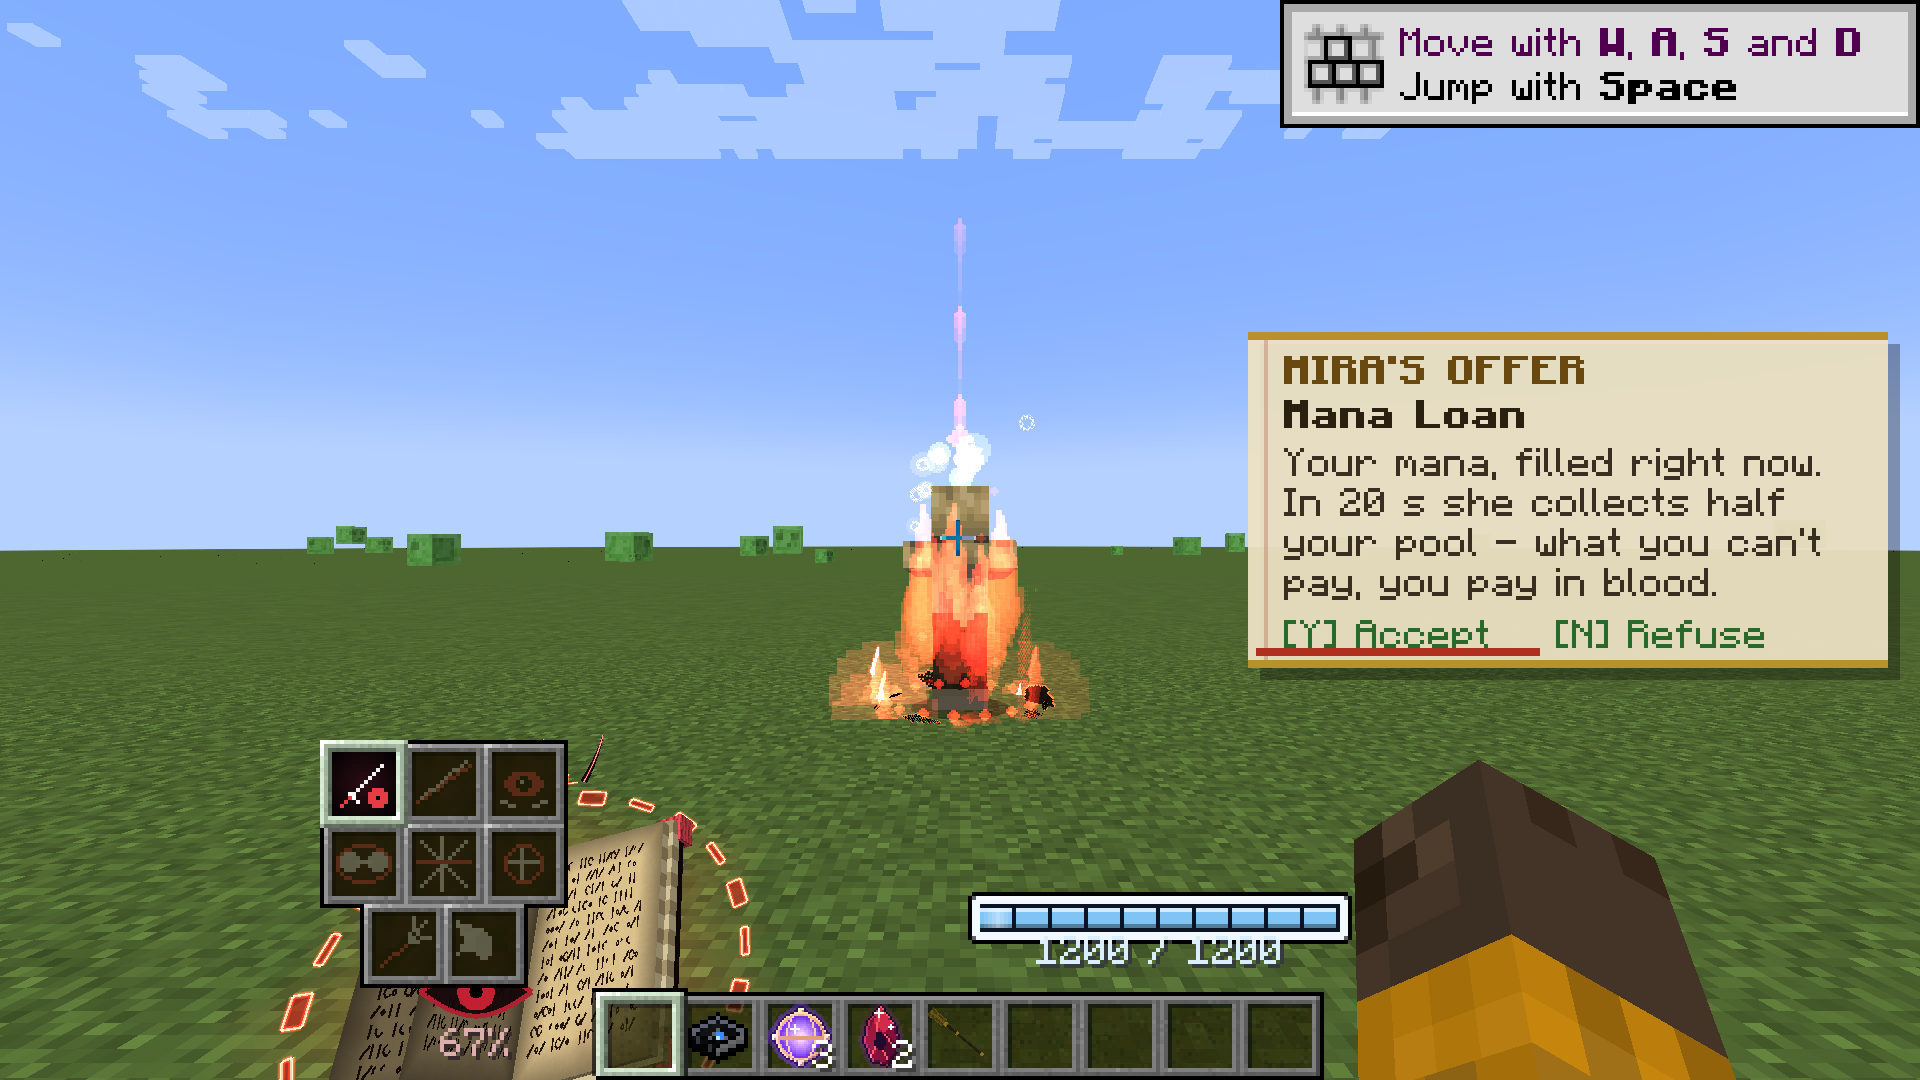 Move with W, A, S and D
Jump with Space
MIRA'S OFFER
Mana Loan
Your mana, filled right now.
In 20 s she collects half
your pool - what you can't
pay, you pay in blood.
[Y] Accept [N] Refuse
1200 / 1200
67%
3
2